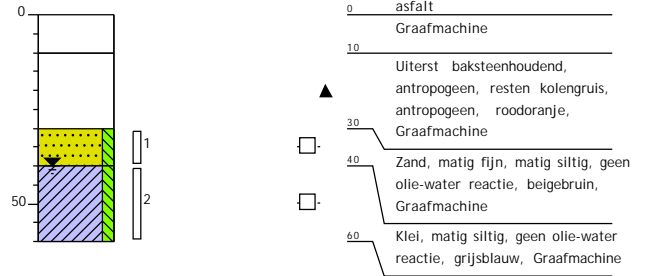 0
50
1
2
0
asfalt
Graafmachine
10
Uiterst baksteenhoudend,
antropogeen, resten kolengruis,
antropogeen, roodoranje,
Graafmachine
30
Zand, matig fijn, matig siltig, geen
olie-water reactie, beigebruin,
Graafmachine
40
Klei, matig siltig, geen olie-water
reactie, grijsblauw, Graafmachine
60